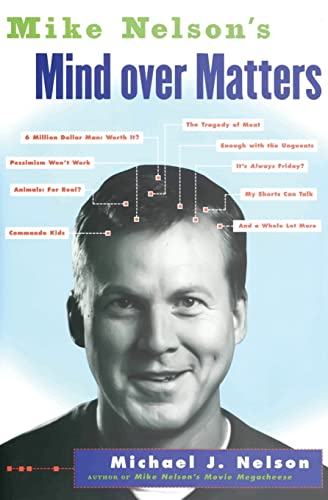 Mike Nelson's
Mind over Matters
The Tragedy of Meat
6 Million Dollar Man: Worth It?
Enough with the Unguents
Pessimism Won't Work
It's Always Friday?
Animals: For Real?
My Shorts Can Talk
Commando Kids
And a Whole Lot More
Michael J. Nelson
AUTHOR OF Mike Nelson's Movie Megacheese